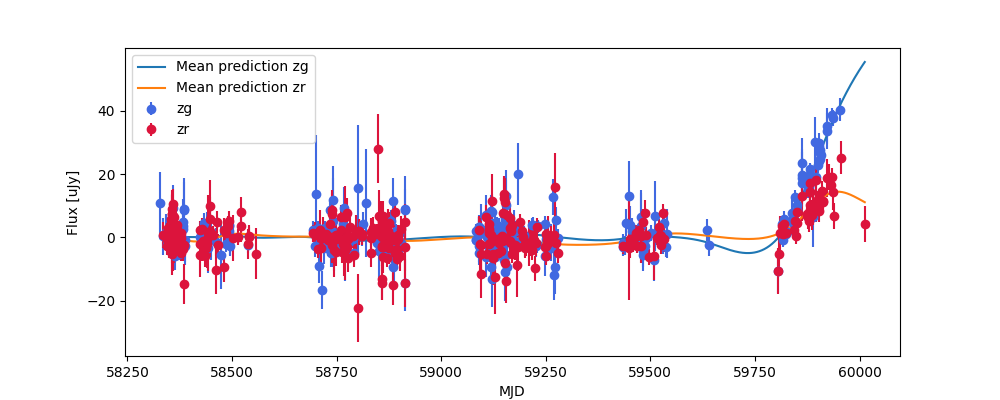 Mean prediction zg
Mean prediction zr
zg
zr
40
20
0
−20
Flux [uJy]
58250 58500 58750 59000 59250 59500 59750 60000
MJD